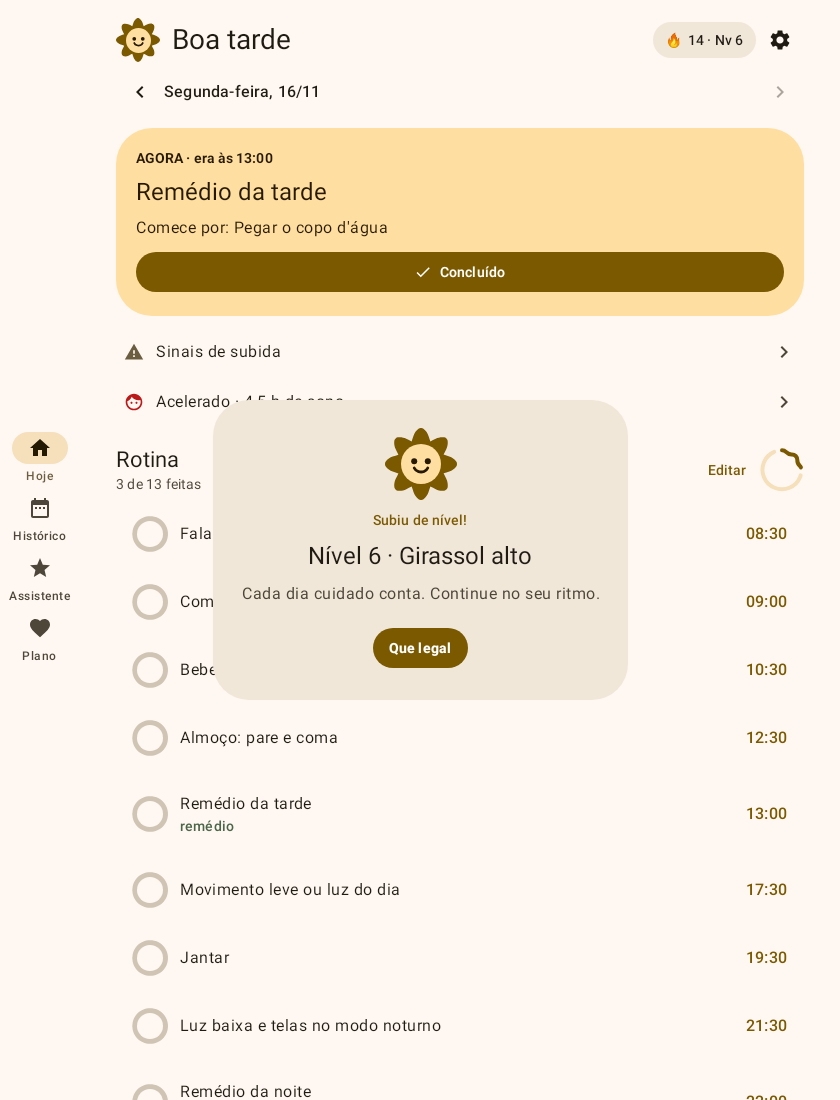 Boa tarde
14 · Nv 6
Segunda-feira, 16/11
AGORA · era às 13:00
Remédio da tarde
Comece por: Pegar o copo d'água
Concluído
Sinais de subida
Acelerado · 4,5 h de sono
Hoje
Histórico
Assistente
Plano
Rotina
3 de 13 feitas
Editar
Subiu de nível!
Nível 6 · Girassol alto
Cada dia cuidado conta. Continue no seu ritmo.
Que legal
Fala
08:30
Com
09:00
Bebe
10:30
Almoço: pare e coma
12:30
Remédio da tarde
remédio
13:00
Movimento leve ou luz do dia
17:30
Jantar
19:30
Luz baixa e telas no modo noturno
21:30
Remédio da noite